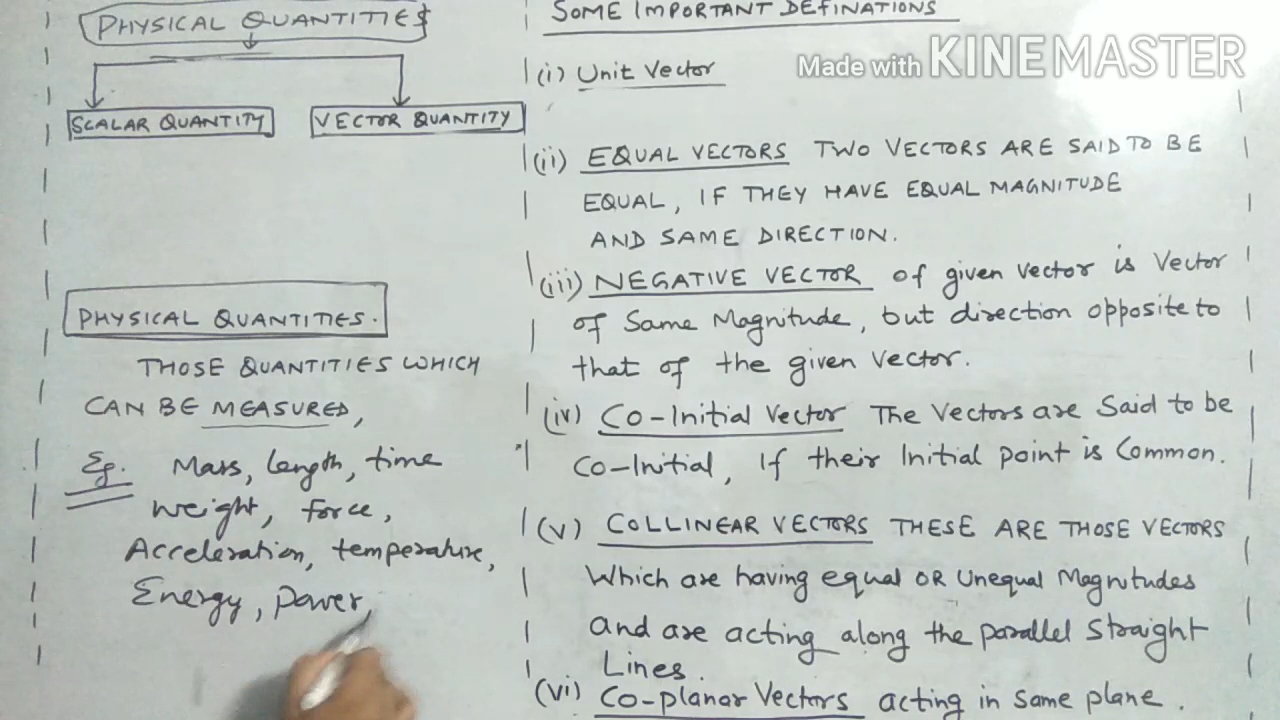 PHYSICAL QUANTITIES
SCALAR QUANTITY
VECTOR QUANTITY
PHYSICAL QUANTITIES.
THOSE QUANTITIES WHICH
CAN BE MEASURED,
Eg. Mass, length, time
weight, force,
Acceleration, temperature,
Energy, power,
SOME IMPORTANT DEFINATIONS
Made with KINEMASTER
(i) Unit Vector
(ii) EQUAL VECTORS TWO VECTORS ARE SAID TO BE
EQUAL, IF THEY HAVE EQUAL MAGNITUDE
AND SAME DIRECTION.
(iii) NEGATIVE VECTOR of given vector is Vector
of Same Magnitude, but direction opposite to
that of the given vector.
(iv) Co-Initial Vector The Vectors are Said to be
Co-Initial, If their Initial point is Common.
(v) COLLINEAR VECTORS THESE ARE THOSE VECTORS
Which are having equal OR Unequal Magnitudes
and are acting along the parallel Straight
Lines.
(vi) Co-planar Vectors acting in same plane.